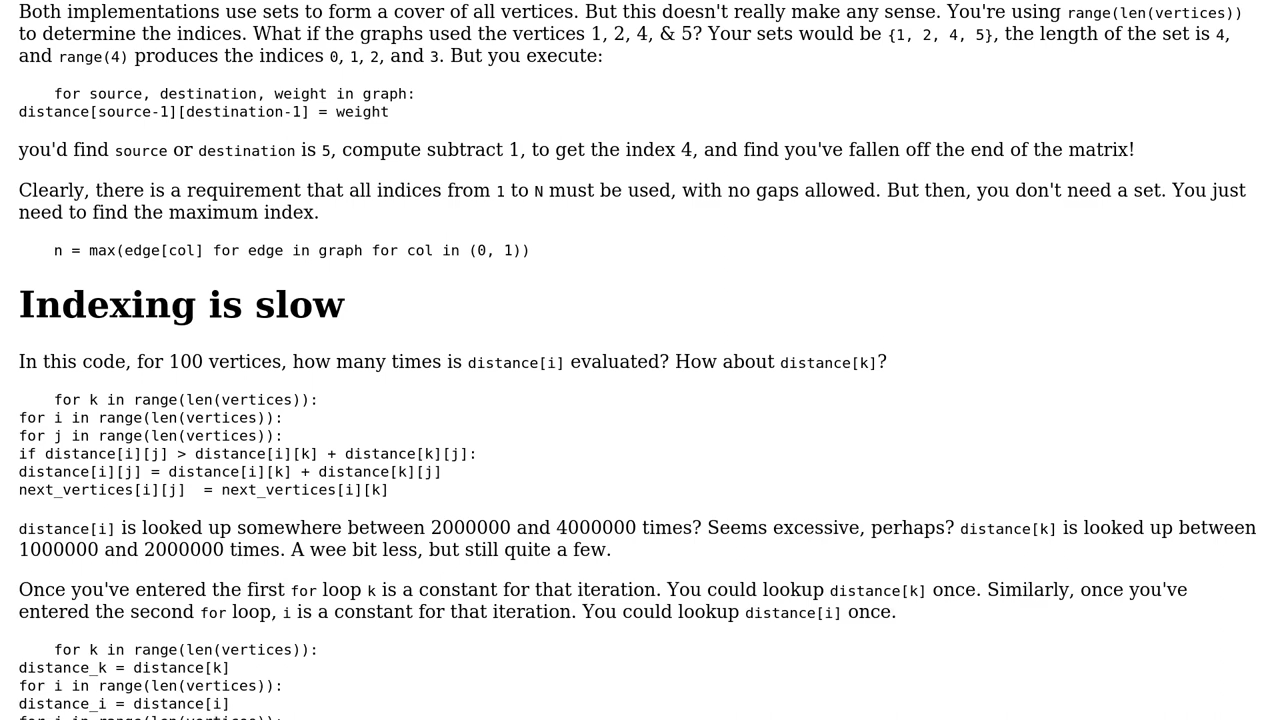 Both implementations use sets to form a cover of all vertices. But this doesn't really make any sense. You're using range(len(vertices))
to determine the indices. What if the graphs used the vertices 1, 2, 4, & 5? Your sets would be {1, 2, 4, 5}, the length of the set is 4,
and range(4) produces the indices 0, 1, 2, and 3. But you execute:
for source, destination, weight in graph:
distance[source-1][destination-1] = weight
you'd find source or destination is 5, compute subtract 1, to get the index 4, and find you've fallen off the end of the matrix!
Clearly, there is a requirement that all indices from 1 to N must be used, with no gaps allowed. But then, you don't need a set. You just
need to find the maximum index.
n = max(edge[col] for edge in graph for col in (0, 1))
Indexing is slow
In this code, for 100 vertices, how many times is distance[i] evaluated? How about distance[k]?
for k in range(len(vertices)):
for i in range(len(vertices)):
for j in range(len(vertices)):
if distance[i][j] > distance[i][k] + distance[k][j]:
distance[i][j] = distance[i][k] + distance[k][j]
next_vertices[i][j]  = next_vertices[i][k]
distance[i] is looked up somewhere between 2000000 and 4000000 times? Seems excessive, perhaps? distance[k] is looked up between
1000000 and 2000000 times. A wee bit less, but still quite a few.
Once you've entered the first for loop k is a constant for that iteration. You could lookup distance[k] once. Similarly, once you've
entered the second for loop, i is a constant for that iteration. You could lookup distance[i] once.
for k in range(len(vertices)):
distance_k = distance[k]
for i in range(len(vertices)):
distance_i = distance[i]
for j in range(len(vertices)):